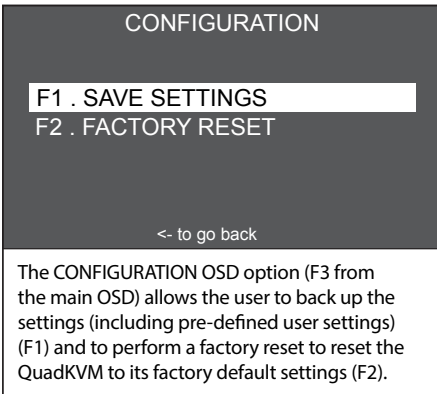 CONFIGURATION
F1 . SAVE SETTINGS
F2 . FACTORY RESET
<- to go back
The CONFIGURATION OSD option (F3 from
the main OSD) allows the user to back up the
settings (including pre-defined user settings)
(F1) and to perform a factory reset to reset the
QuadKVM to its factory default settings (F2).